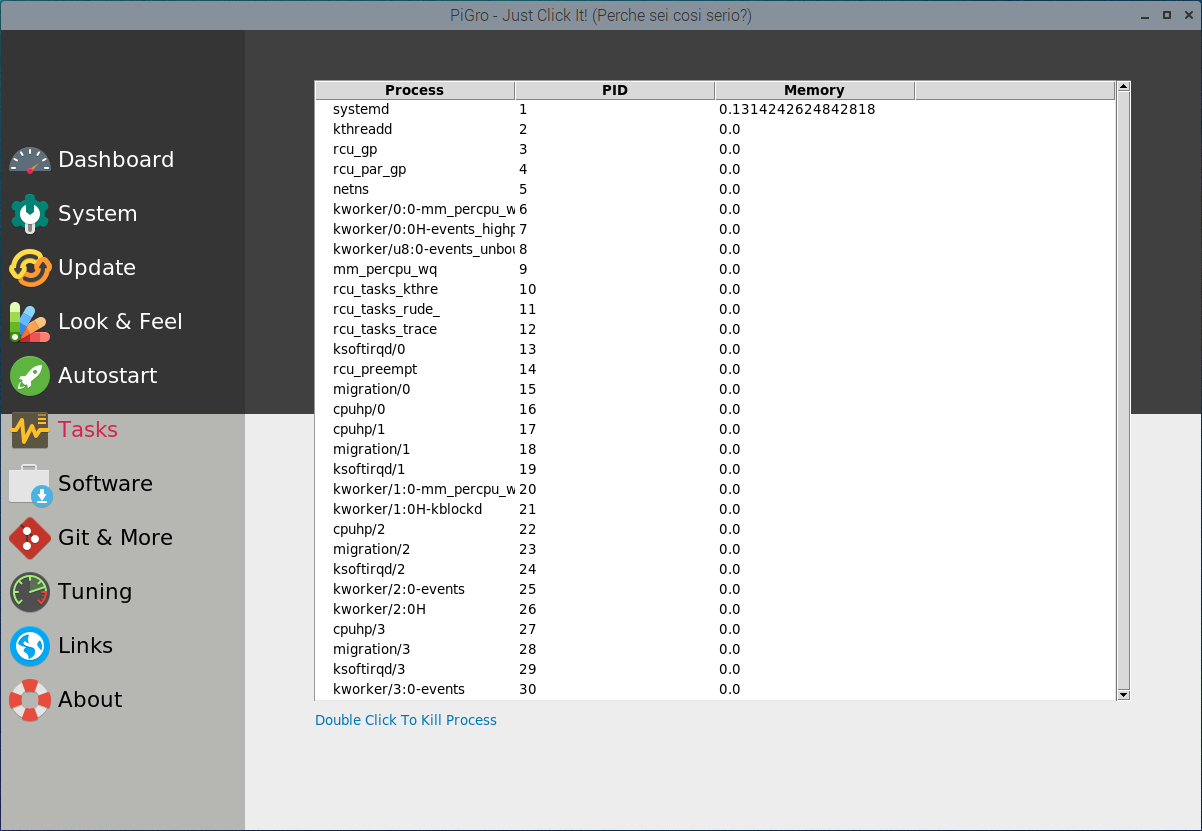 PiGro - Just Click It! (Perche sei cosi serio?)
Dashboard
System
Update
Look & Feel
Autostart
Tasks
Software
Git & More
Tuning
Links
About
Process PID Memory
systemd 1 0.1314242624842818
kthreadd 2 0.0
rcu_gp 3 0.0
rcu_par_gp 4 0.0
netns 5 0.0
kworker/0:0-mm_percpu_w 6 0.0
kworker/0:0H-events_highp 7 0.0
kworker/u8:0-events_unbou 8 0.0
mm_percpu_wq 9 0.0
rcu_tasks_kthre 10 0.0
rcu_tasks_rude_ 11 0.0
rcu_tasks_trace 12 0.0
ksoftirqd/0 13 0.0
rcu_preempt 14 0.0
migration/0 15 0.0
cpuhp/0 16 0.0
cpuhp/1 17 0.0
migration/1 18 0.0
ksoftirqd/1 19 0.0
kworker/1:0-mm_percpu_w 20 0.0
kworker/1:0H-kblockd 21 0.0
cpuhp/2 22 0.0
migration/2 23 0.0
ksoftirqd/2 24 0.0
kworker/2:0-events 25 0.0
kworker/2:0H 26 0.0
cpuhp/3 27 0.0
migration/3 28 0.0
ksoftirqd/3 29 0.0
kworker/3:0-events 30 0.0
Double Click To Kill Process